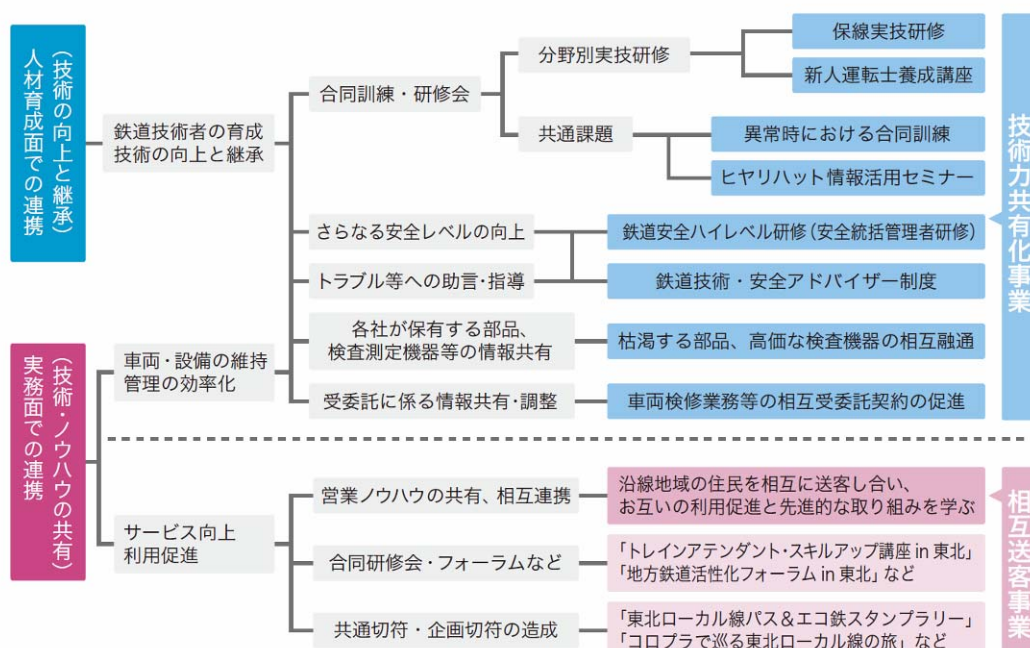 人材育成面での連携
（技術の向上と継承）
鉄道技術者の育成
技術の向上と継承
合同訓練・研修会
分野別実技研修
保線実技研修
新人運転士養成講座
共通課題
異常時における合同訓練
ヒヤリハット情報活用セミナー
さらなる安全レベルの向上
鉄道安全ハイレベル研修（安全統括管理者研修）
トラブル等への助言・指導
鉄道技術・安全アドバイザー制度
技術力共有化事業
実務面での連携
（技術・ノウハウの共有）
車両・設備の維持
管理の効率化
各社が保有する部品、
検査測定機器等の情報共有
枯渇する部品、高価な検査機器の相互融通
受委託に係る情報共有・調整
車両検修業務等の相互受委託契約の促進
サービス向上
利用促進
営業ノウハウの共有、相互連携
沿線地域の住民を相互に送客し合い、
お互いの利用促進と先進的な取り組みを学ぶ
合同研修会・フォーラムなど
「トレインアテンダント・スキルアップ講座 in 東北」
「地方鉄道活性化フォーラム in 東北」など
共通切符・企画切符の造成
「東北ローカル線パス＆エコ鉄スタンプラリー」
「コロプラで巡る東北ローカル線の旅」など
相互送客事業